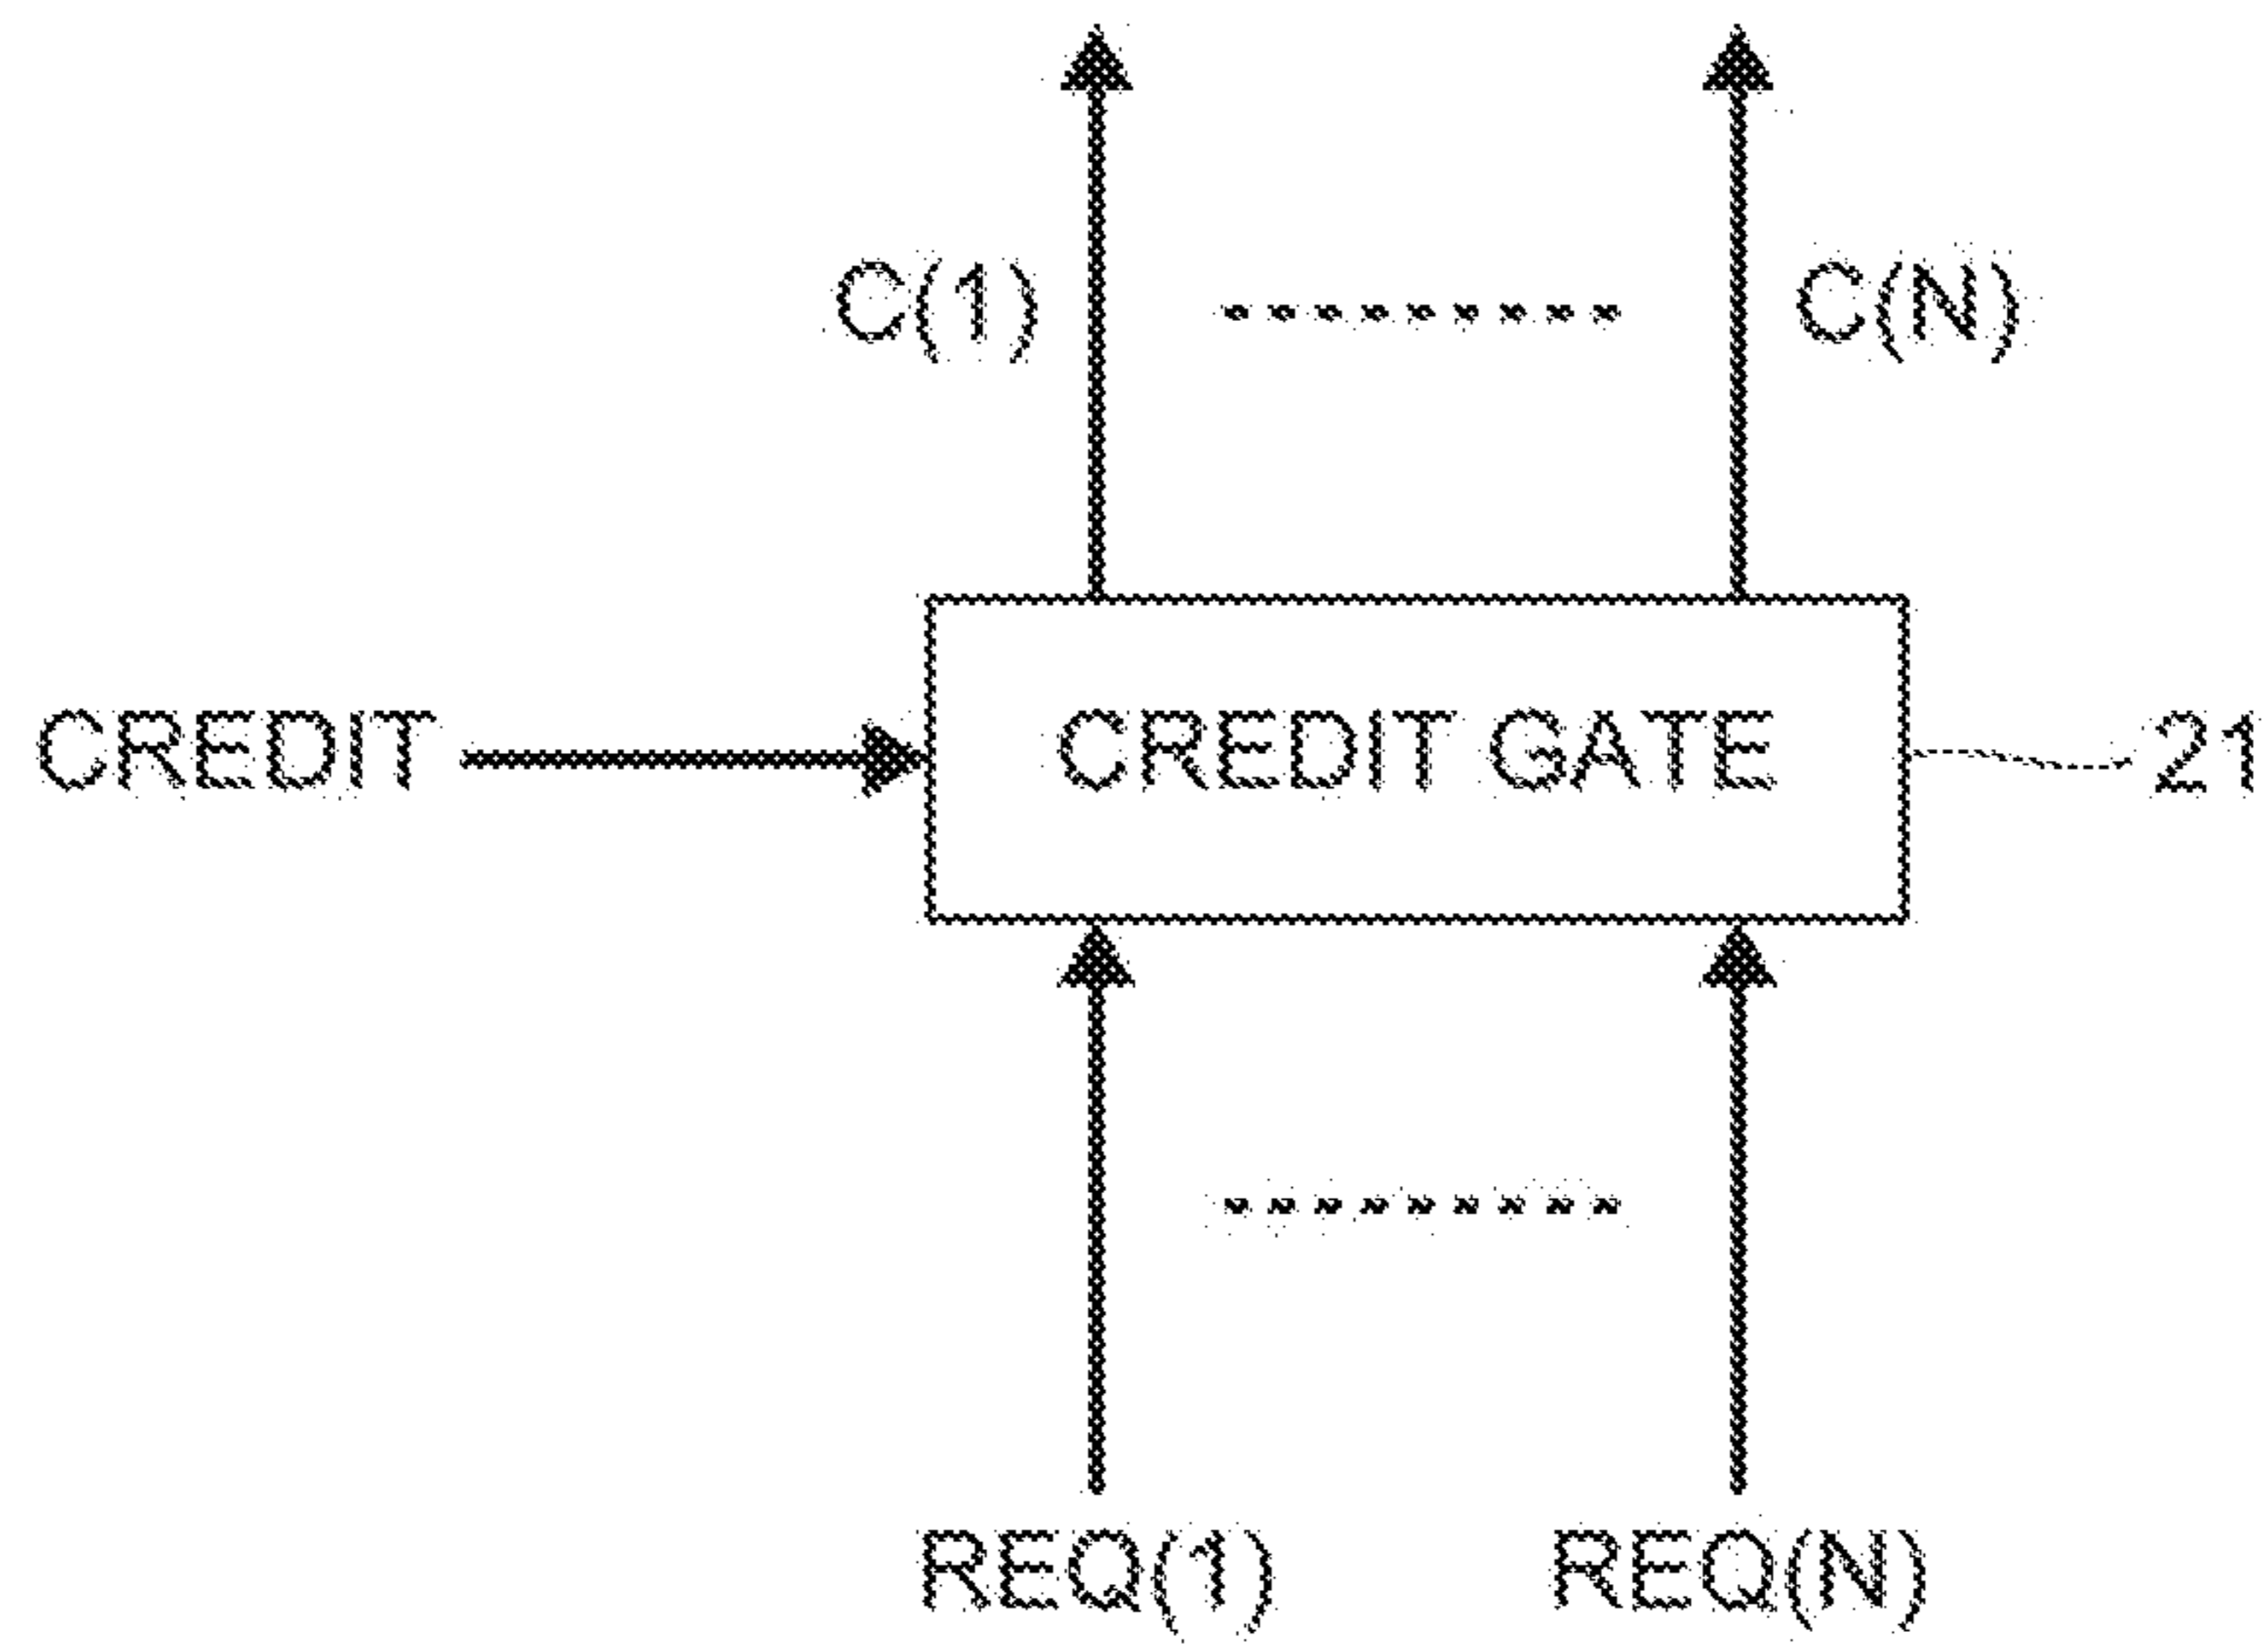 C(1) C(N)
CREDIT CREDIT GATE 21
REQ(1) REQ(N)